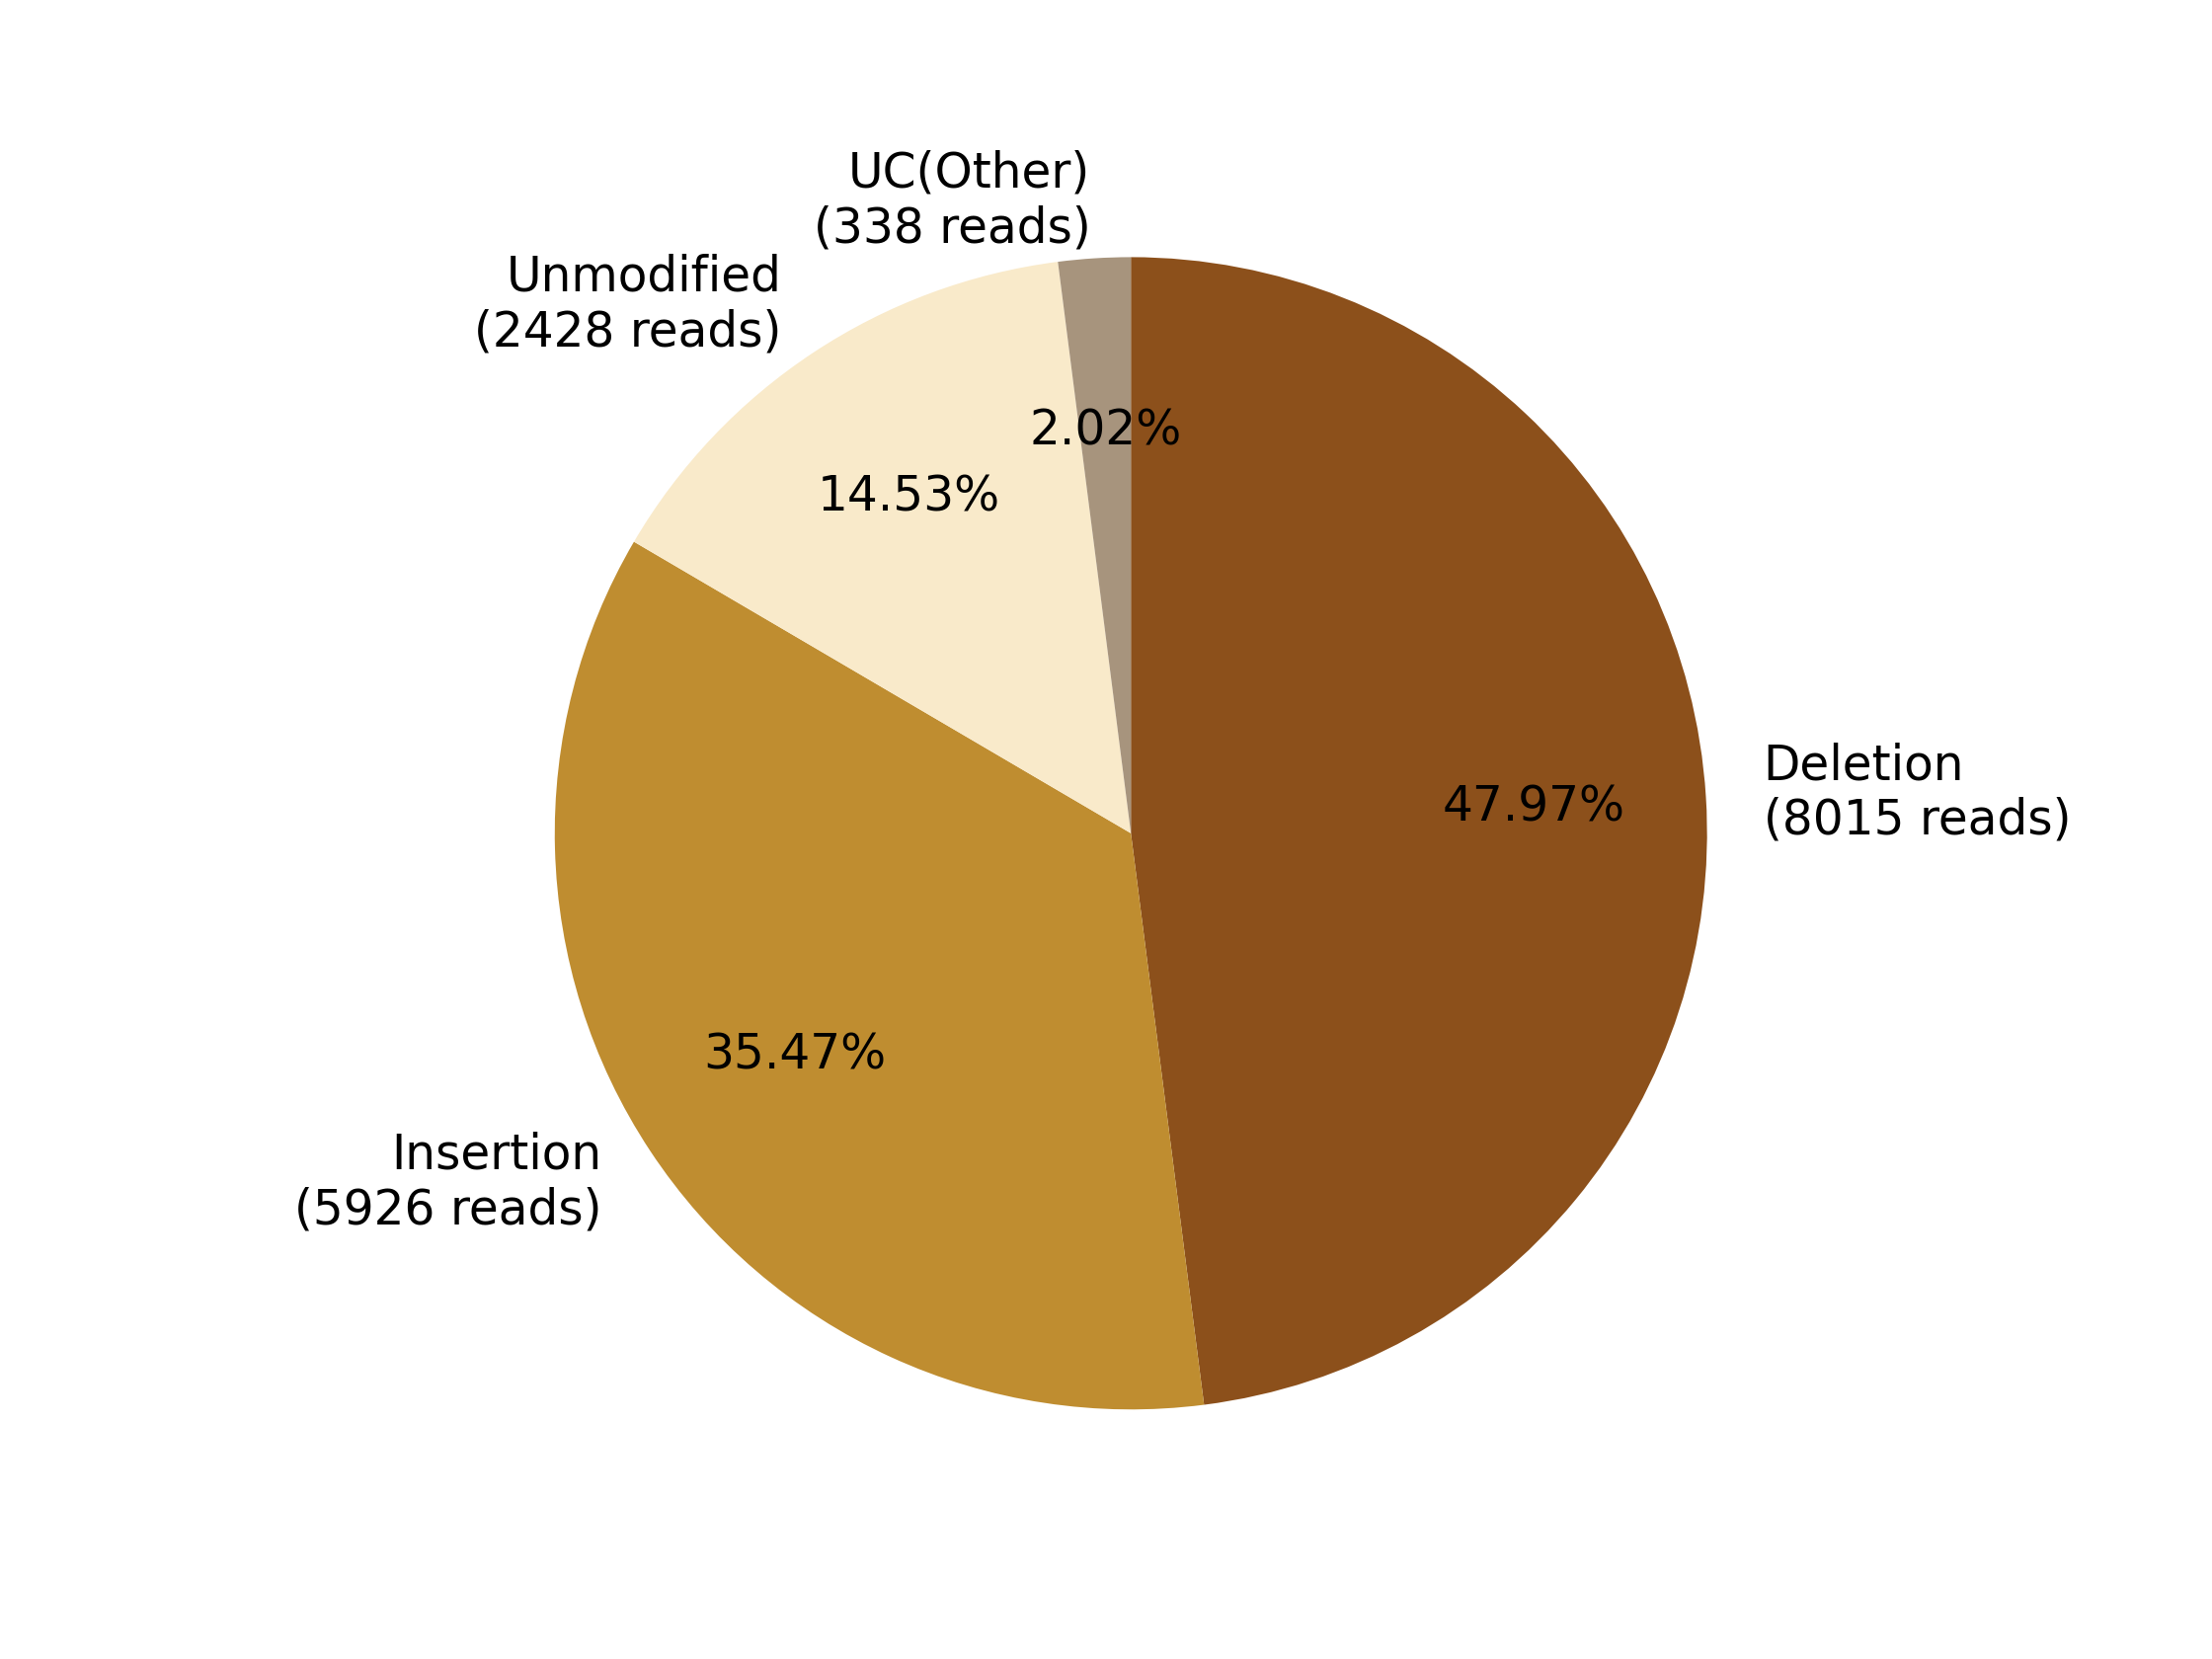 UC(Other)
(338 reads)
Unmodified
(2428 reads)
2.02%
14.53%
Deletion
(8015 reads)
47.97%
35.47%
Insertion
(5926 reads)